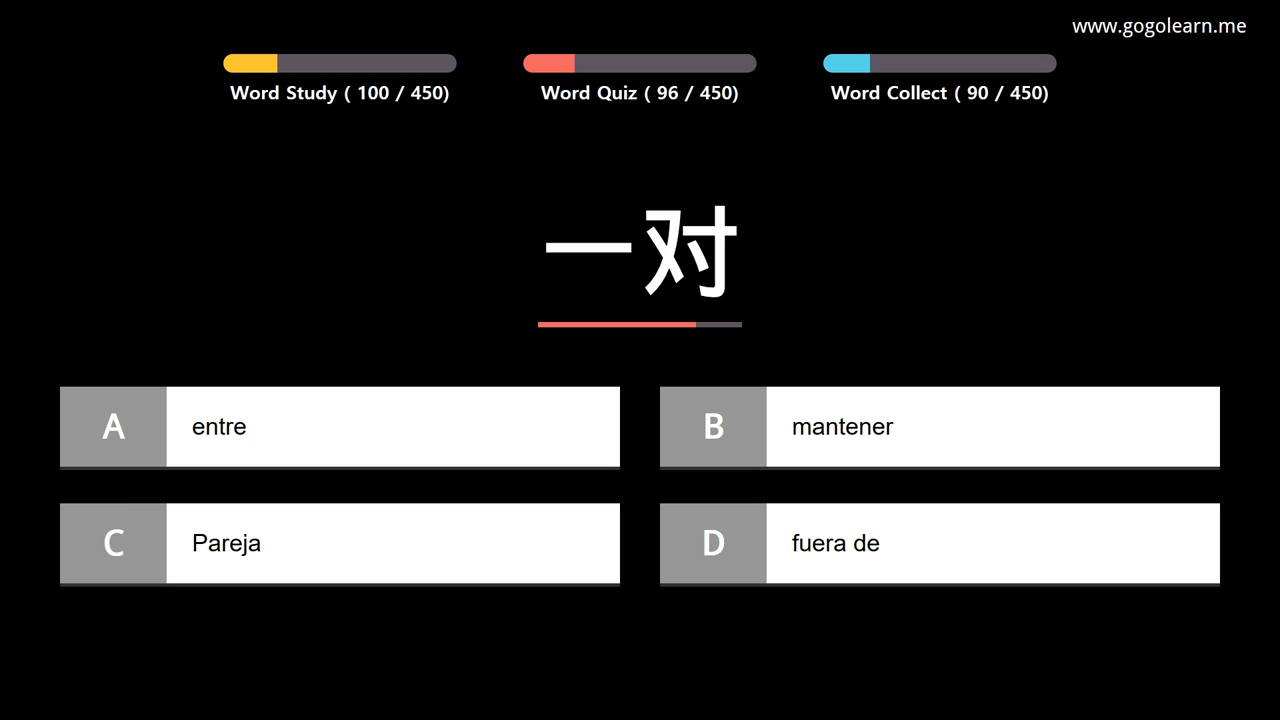 www.gogolearn.me
Word Study ( 100 / 450)
Word Quiz ( 96 / 450)
Word Collect ( 90 / 450)
一对
A entre
B mantener
C Pareja
D fuera de